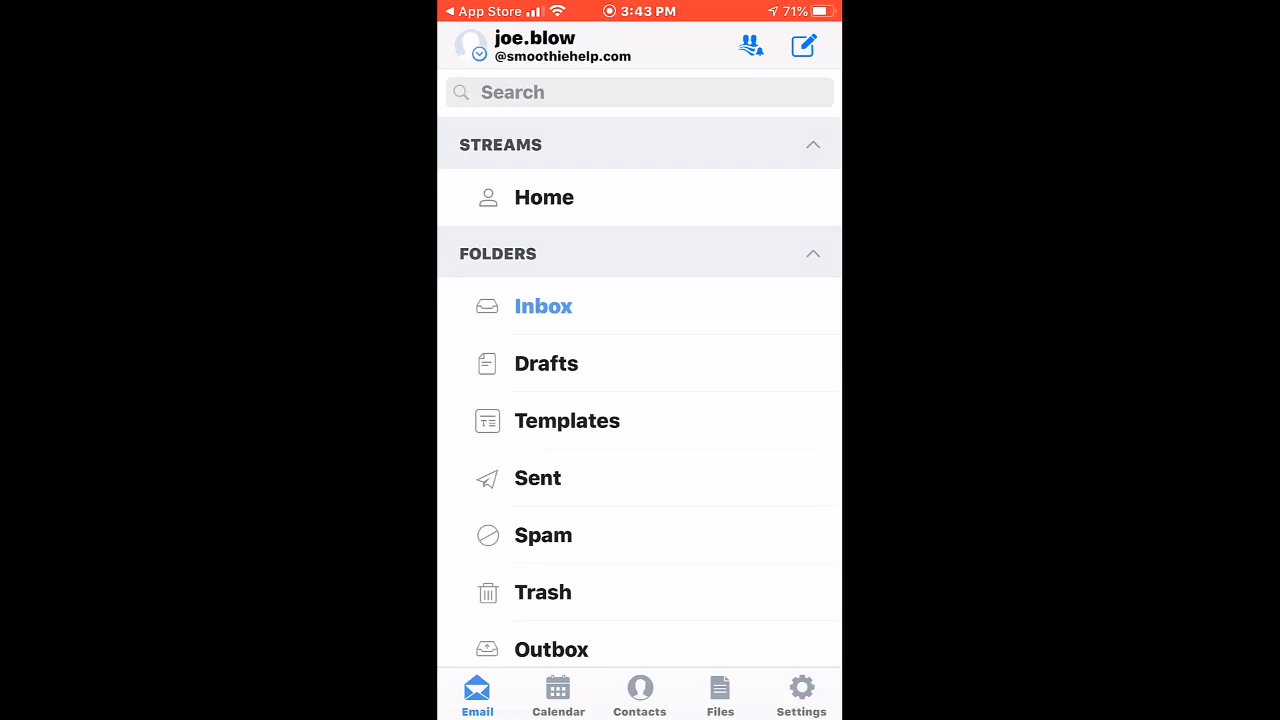 App Store 3:43 PM 71%
joe.blow
@smoothiehelp.com
Search
STREAMS
Home
FOLDERS
Inbox
Drafts
Templates
Sent
Spam
Trash
Outbox
Email Calendar Contacts Files Settings